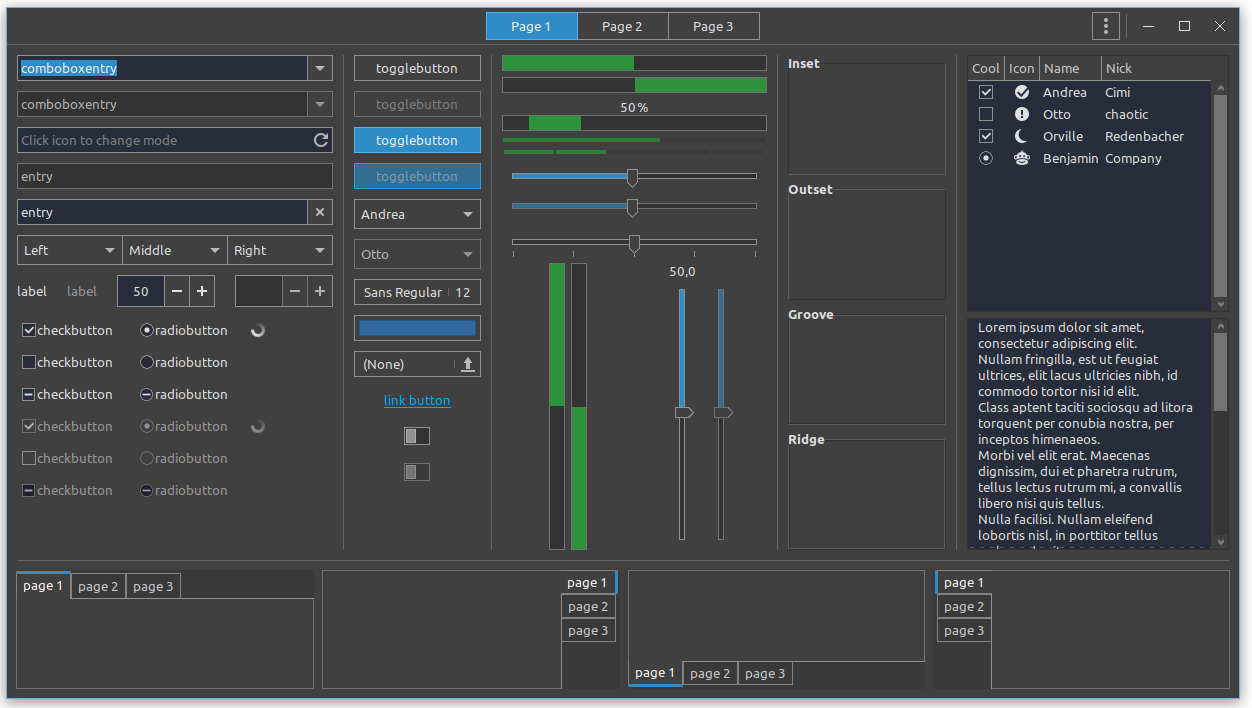 Page 1 Page 2 Page 3
comboboxentry
comboboxentry
Click icon to change mode
entry
entry
Left Middle Right
label label 50
checkbutton radiobutton
checkbutton radiobutton
checkbutton radiobutton
checkbutton radiobutton
checkbutton radiobutton
checkbutton radiobutton
togglebutton
togglebutton
togglebutton
togglebutton
Andrea
Otto
Sans Regular 12
(None)
link button
50 %
50,0
Inset
Outset
Groove
Ridge
Cool Icon Name Nick
Andrea Cimi
Otto chaotic
Orville Redenbacher
Benjamin Company
Lorem ipsum dolor sit amet,
consectetur adipiscing elit.
Nullam fringilla, est ut feugiat
ultrices, elit lacus ultricies nibh, id
commodo tortor nisi id elit.
Class aptent taciti sociosqu ad litora
torquent per conubia nostra, per
inceptos himenaeos.
Morbi vel elit erat. Maecenas
dignissim, dui et pharetra rutrum,
tellus lectus rutrum mi, a convallis
libero nisi quis tellus.
Nulla facilisi. Nullam eleifend
lobortis nisl, in porttitor tellus
page 1 page 2 page 3
page 1
page 2
page 3
page 1 page 2 page 3
page 1
page 2
page 3